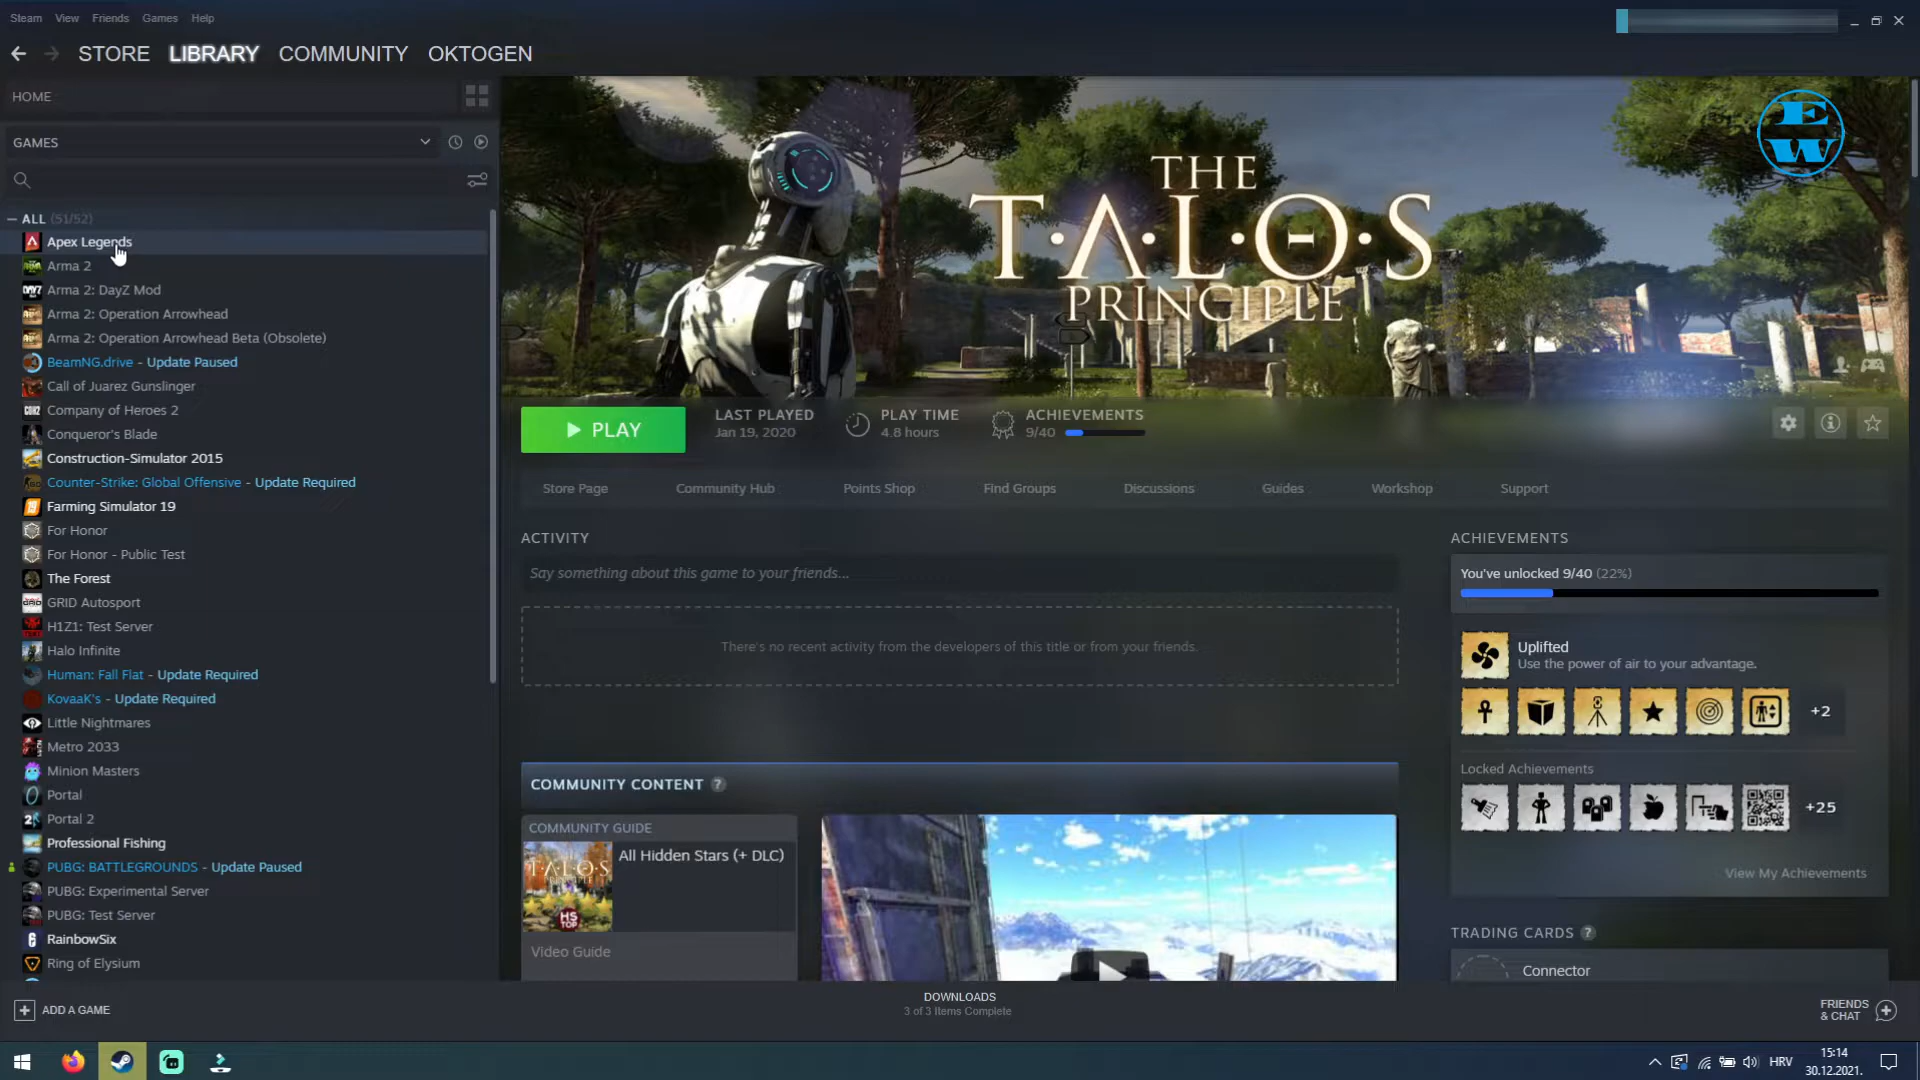 Steam View Friends Games Help
STORE LIBRARY COMMUNITY OKTOGEN
HOME
GAMES
ALL (51/52)
Apex Legends
Arma 2
Arma 2: DayZ Mod
Arma 2: Operation Arrowhead
Arma 2: Operation Arrowhead Beta (Obsolete)
BeamNG.drive - Update Paused
Call of Juarez Gunslinger
Company of Heroes 2
Conqueror's Blade
Construction-Simulator 2015
Counter-Strike: Global Offensive - Update Required
Farming Simulator 19
For Honor
For Honor - Public Test
The Forest
GRID Autosport
H1Z1: Test Server
Halo Infinite
Human: Fall Flat - Update Required
KovaaK's - Update Required
Little Nightmares
Metro 2033
Minion Masters
Portal
Portal 2
Professional Fishing
PUBG: BATTLEGROUNDS - Update Paused
PUBG: Experimental Server
PUBG: Test Server
RainbowSix
Ring of Elysium
ADD A GAME
THE
TALOS
PRINCIPLE
E
W
PLAY
LAST PLAYED
Jan 19, 2020
PLAY TIME
4.8 hours
ACHIEVEMENTS
9/40
Store Page Community Hub Points Shop Find Groups Discussions Guides Workshop Support
ACTIVITY
Say something about this game to your friends...
There's no recent activity from the developers of this title or from your friends.
COMMUNITY CONTENT ?
COMMUNITY GUIDE
All Hidden Stars (+ DLC)
TALOS
HS
TOP
Video Guide
ACHIEVEMENTS
You've unlocked 9/40 (22%)
Uplifted
Use the power of air to your advantage.
+2
Locked Achievements
+25
View My Achievements
TRADING CARDS ?
Connector
DOWNLOADS
3 of 3 Items Complete
FRIENDS
& CHAT
HRV
15:14
30.12.2021.